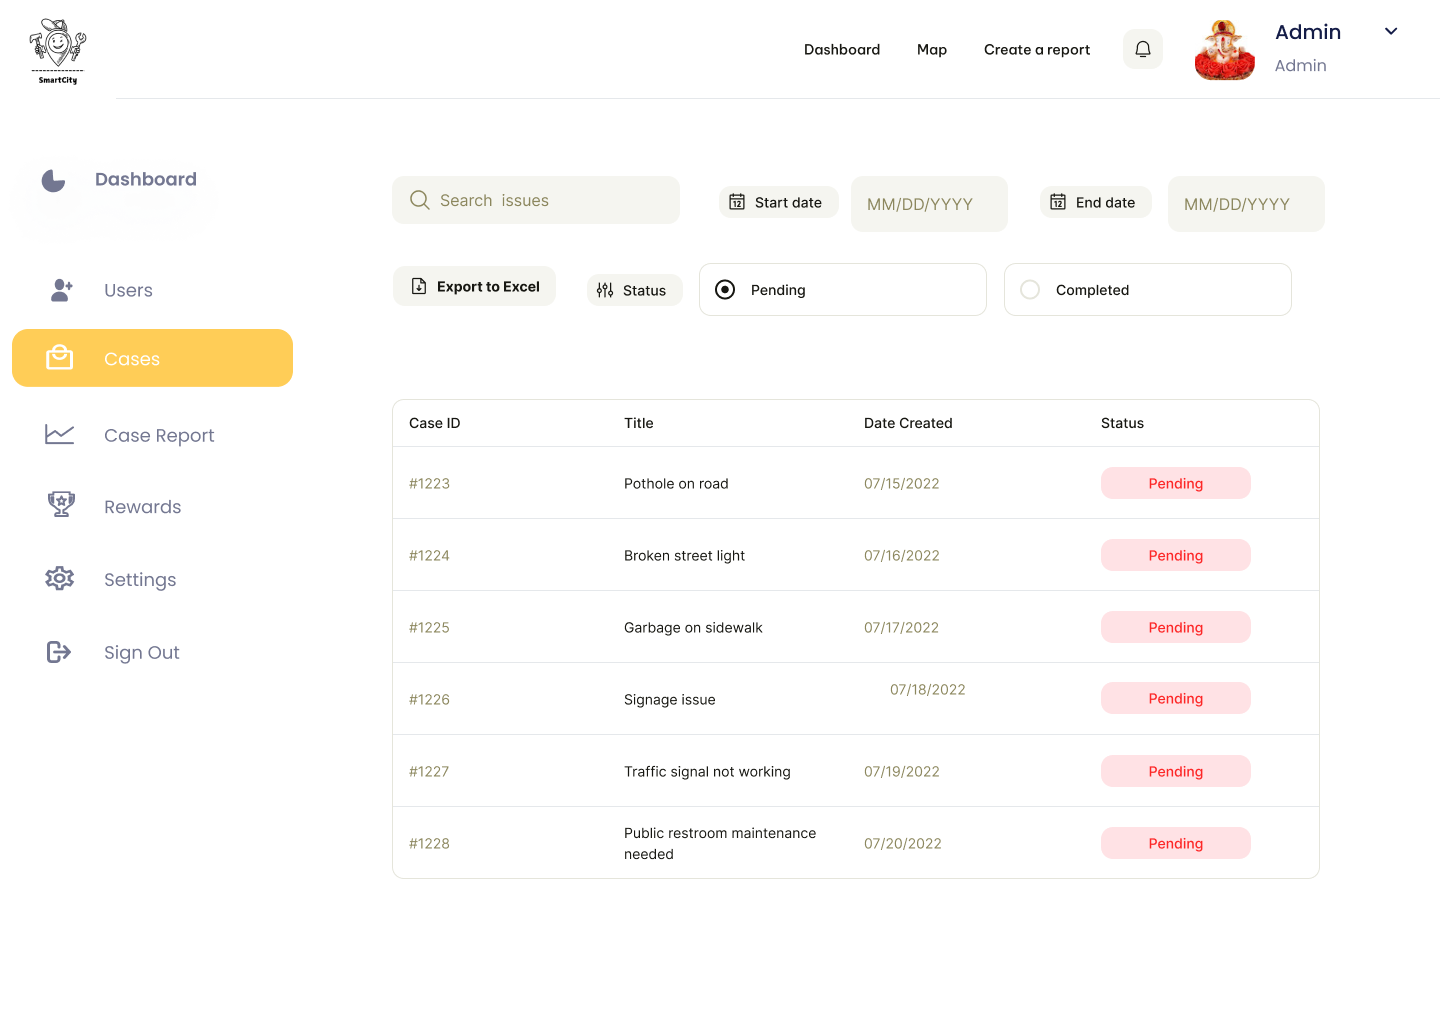 SmartCity
Dashboard
Map
Create a report
Admin
Admin
Dashboard
Users
Cases
Case Report
Rewards
Settings
Sign Out
Search issues
12
Start date
MM/DD/YYYY
12
End date
MM/DD/YYYY
Export to Excel
Status
Pending
Completed
Case ID
Title
Date Created
Status
#1223
Pothole on road
07/15/2022
Pending
#1224
Broken street light
07/16/2022
Pending
#1225
Garbage on sidewalk
07/17/2022
Pending
#1226
Signage issue
07/18/2022
Pending
#1227
Traffic signal not working
07/19/2022
Pending
#1228
Public restroom maintenance
needed
07/20/2022
Pending